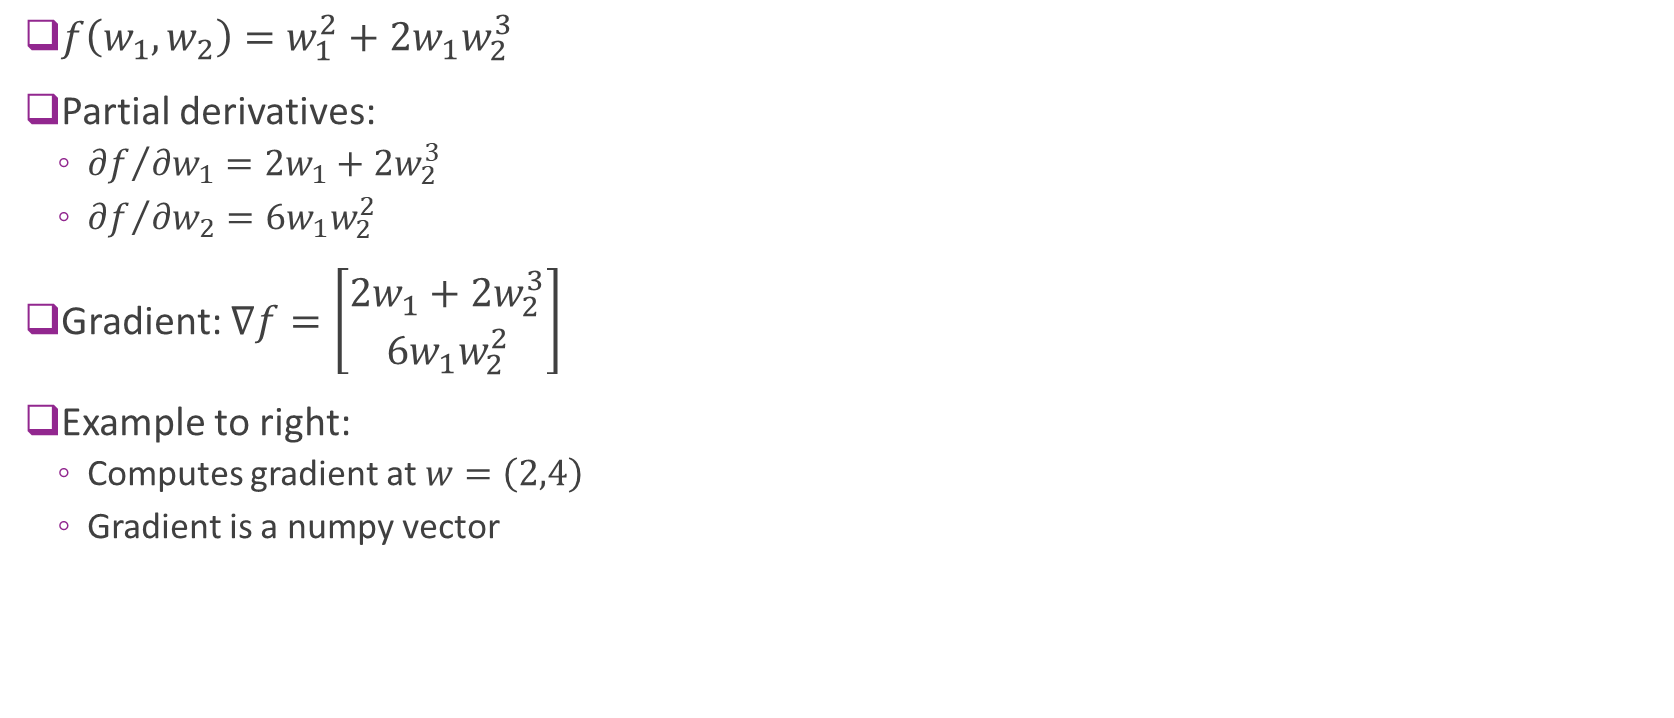 ❑f(w₁, w₂) = w₁² + 2w₁w₂³
❑Partial derivatives:
◦ ∂f/∂w₁ = 2w₁ + 2w₂³
◦ ∂f/∂w₂ = 6w₁w₂²
❑Gradient: ∇f = [2w₁ + 2w₂³
6w₁w₂²]
❑Example to right:
◦ Computes gradient at w = (2,4)
◦ Gradient is a numpy vector